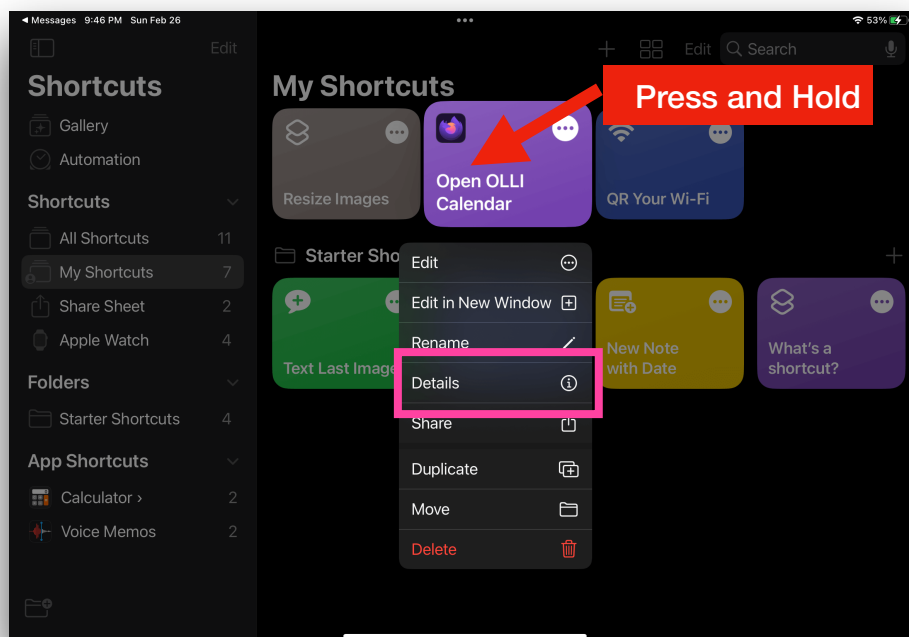 ◀ Messages 9:46 PM Sun Feb 26
53%
Edit
Edit
Search
Shortcuts
Gallery
Automation
Shortcuts
All Shortcuts 11
My Shortcuts 7
Share Sheet 2
Apple Watch 4
Folders
Starter Shortcuts 4
App Shortcuts
Calculator › 2
Voice Memos 2
My Shortcuts
Press and Hold
Resize Images
Open OLLI
Calendar
QR Your Wi-Fi
Starter Sho
Text Last Image
New Note
with Date
What's a
shortcut?
Edit
Edit in New Window
Rename
Details
Share
Duplicate
Move
Delete